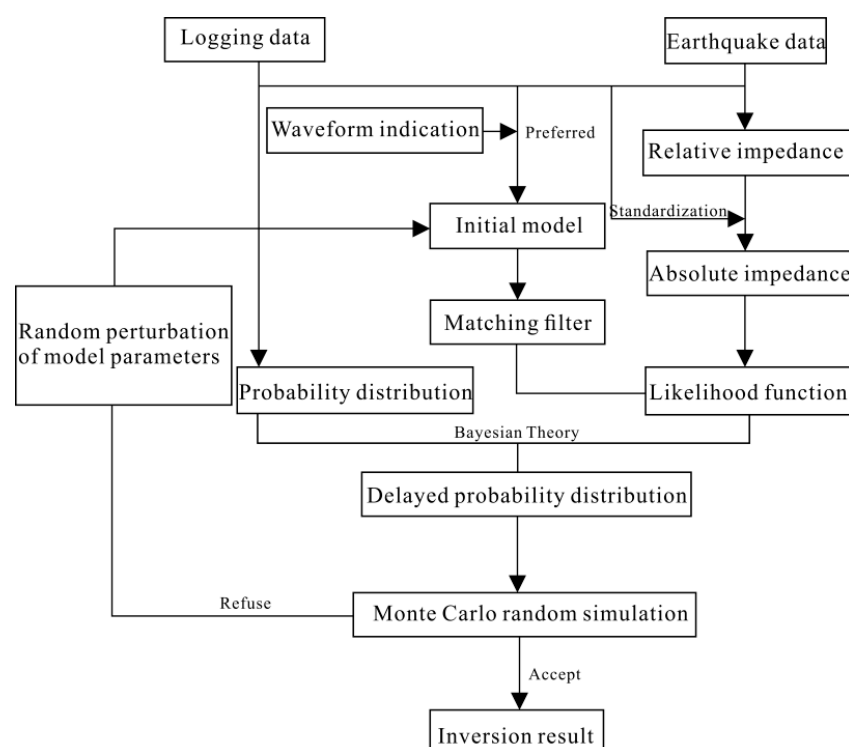 Logging data
Earthquake data
Waveform indication
Preferred
Relative impedance
Standardization
Initial model
Absolute impedance
Random perturbation
of model parameters
Matching filter
Probability distribution
Likelihood function
Bayesian Theory
Delayed probability distribution
Refuse
Monte Carlo random simulation
Accept
Inversion result